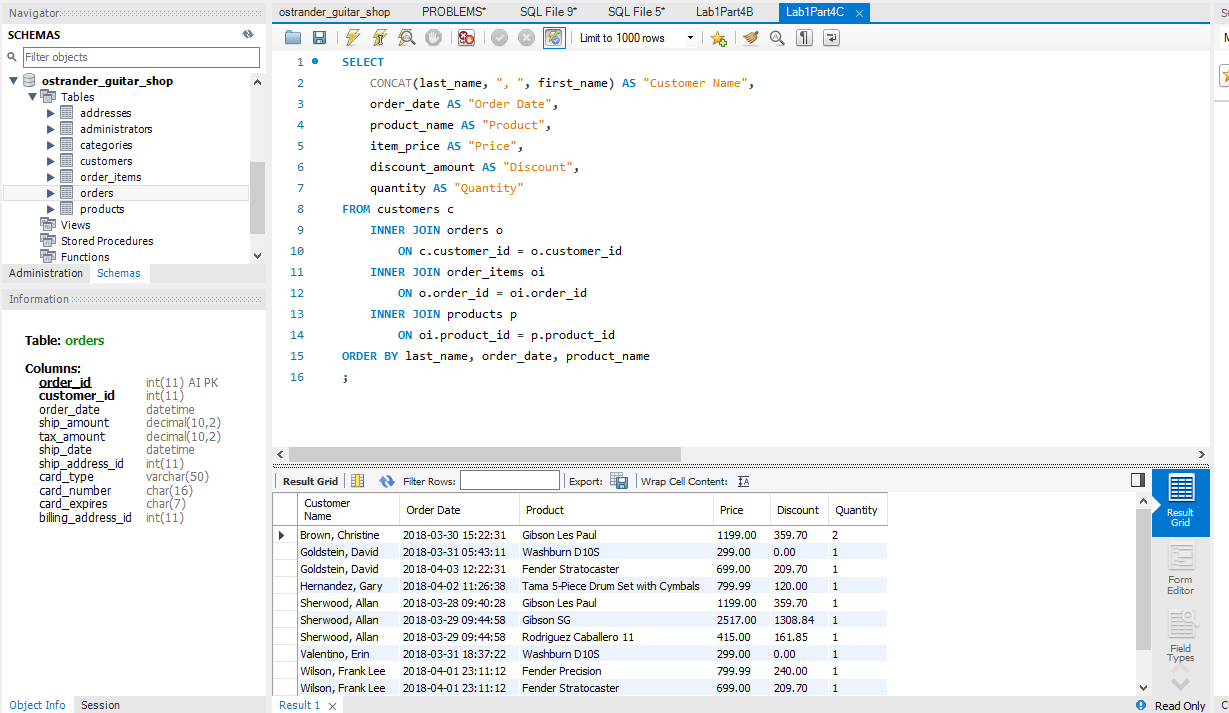 Navigator
SCHEMAS
Filter objects
ostrander_guitar_shop
Tables
addresses
administrators
categories
customers
order_items
orders
products
Views
Stored Procedures
Functions
Administration Schemas
Information
Table: orders
Columns:
order_id int(11) AI PK
customer_id int(11)
order_date datetime
ship_amount decimal(10,2)
tax_amount decimal(10,2)
ship_date datetime
ship_address_id int(11)
card_type varchar(50)
card_number char(16)
card_expires char(7)
billing_address_id int(11)
Object Info Session
ostrander_guitar_shop PROBLEMS* SQL File 9* SQL File 5* Lab1Part4B Lab1Part4C
Limit to 1000 rows
1 SELECT
2 CONCAT(last_name, ", ", first_name) AS "Customer Name",
3 order_date AS "Order Date",
4 product_name AS "Product",
5 item_price AS "Price",
6 discount_amount AS "Discount",
7 quantity AS "Quantity"
8 FROM customers c
9 INNER JOIN orders o
10 ON c.customer_id = o.customer_id
11 INNER JOIN order_items oi
12 ON o.order_id = oi.order_id
13 INNER JOIN products p
14 ON oi.product_id = p.product_id
15 ORDER BY last_name, order_date, product_name
16 ;
Result Grid Filter Rows: Export: Wrap Cell Content: IA
Customer Name Order Date Product Price Discount Quantity
Brown, Christine 2018-03-30 15:22:31 Gibson Les Paul 1199.00 359.70 2
Goldstein, David 2018-03-31 05:43:11 Washburn D10S 299.00 0.00 1
Goldstein, David 2018-04-03 12:22:31 Fender Stratocaster 699.00 209.70 1
Hernandez, Gary 2018-04-02 11:26:38 Tama 5-Piece Drum Set with Cymbals 799.99 120.00 1
Sherwood, Allan 2018-03-28 09:40:28 Gibson Les Paul 1199.00 359.70 1
Sherwood, Allan 2018-03-29 09:44:58 Gibson SG 2517.00 1308.84 1
Sherwood, Allan 2018-03-29 09:44:58 Rodriguez Caballero 11 415.00 161.85 1
Valentino, Erin 2018-03-31 18:37:22 Washburn D10S 299.00 0.00 1
Wilson, Frank Lee 2018-04-01 23:11:12 Fender Precision 799.99 240.00 1
Wilson, Frank Lee 2018-04-01 23:11:12 Fender Stratocaster 699.00 209.70 1
Result
Grid
Form
Editor
Field
Types
Result 1
Read Only